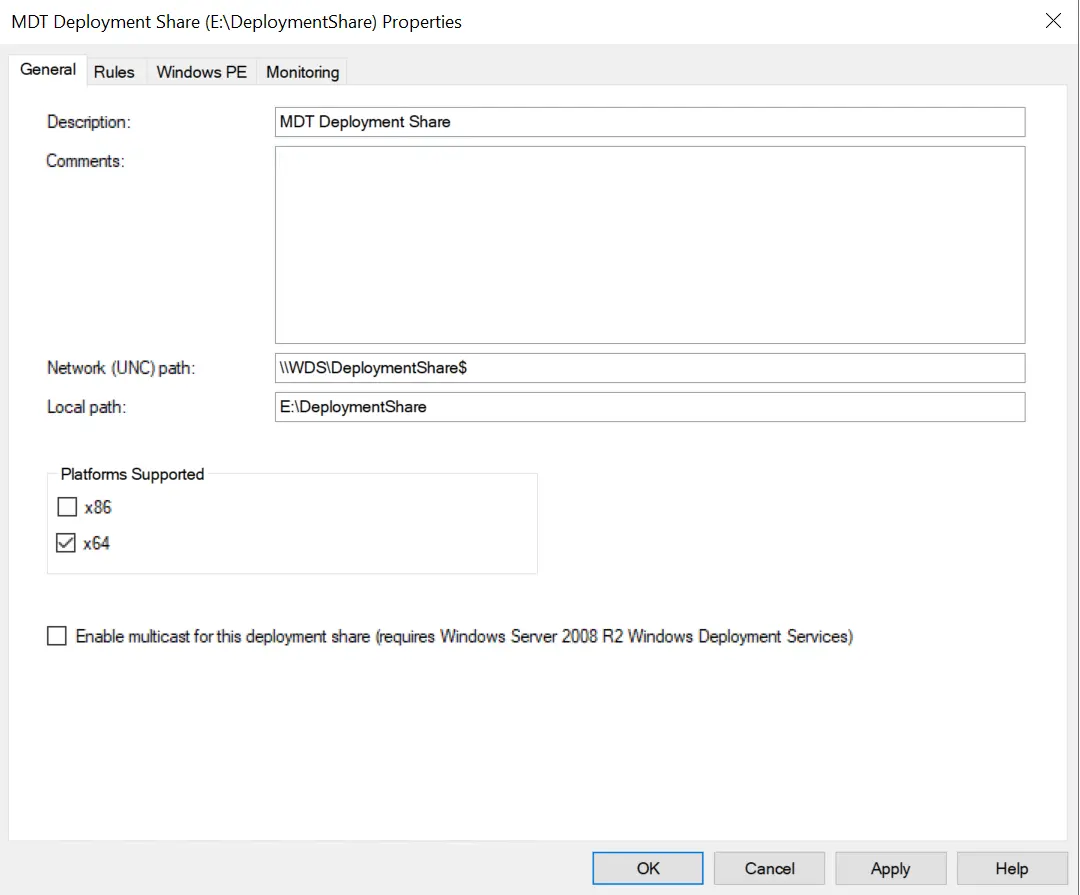 MDT Deployment Share (E:\DeploymentShare) Properties
General
Rules
Windows PE
Monitoring
Description:
MDT Deployment Share
Comments:
Network (UNC) path:
\\WDS\DeploymentShare$
Local path:
E:\DeploymentShare
Platforms Supported
x86
x64
Enable multicast for this deployment share (requires Windows Server 2008 R2 Windows Deployment Services)
OK
Cancel
Apply
Help